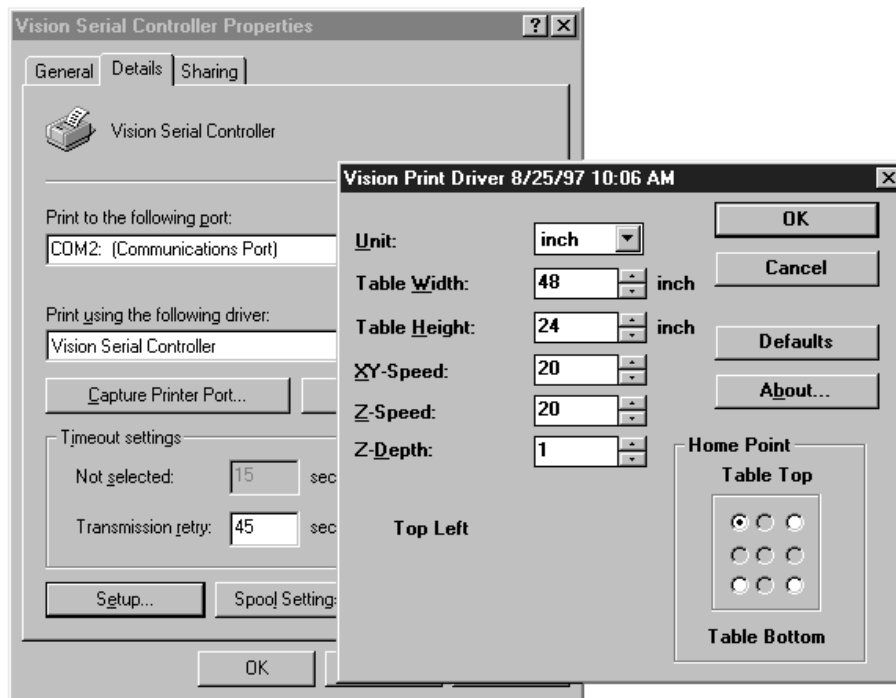 Vision Serial Controller Properties
General Details Sharing
Vision Serial Controller
Print to the following port:
COM2: (Communications Port)
Print using the following driver:
Vision Serial Controller
Capture Printer Port...
Timeout settings
Not selected: 15 sec
Transmission retry: 45 sec
Setup... Spool Setting
OK
Vision Print Driver 8/25/97 10:06 AM
Unit: inch
Table Width: 48 inch
Table Height: 24 inch
XY-Speed: 20
Z-Speed: 20
Z-Depth: 1
Top Left
OK
Cancel
Defaults
About...
Home Point
Table Top
Table Bottom